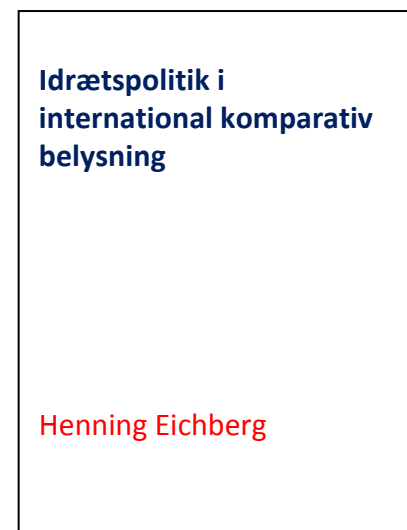 Idrætspolitik i
international komparativ
belysning
Henning Eichberg